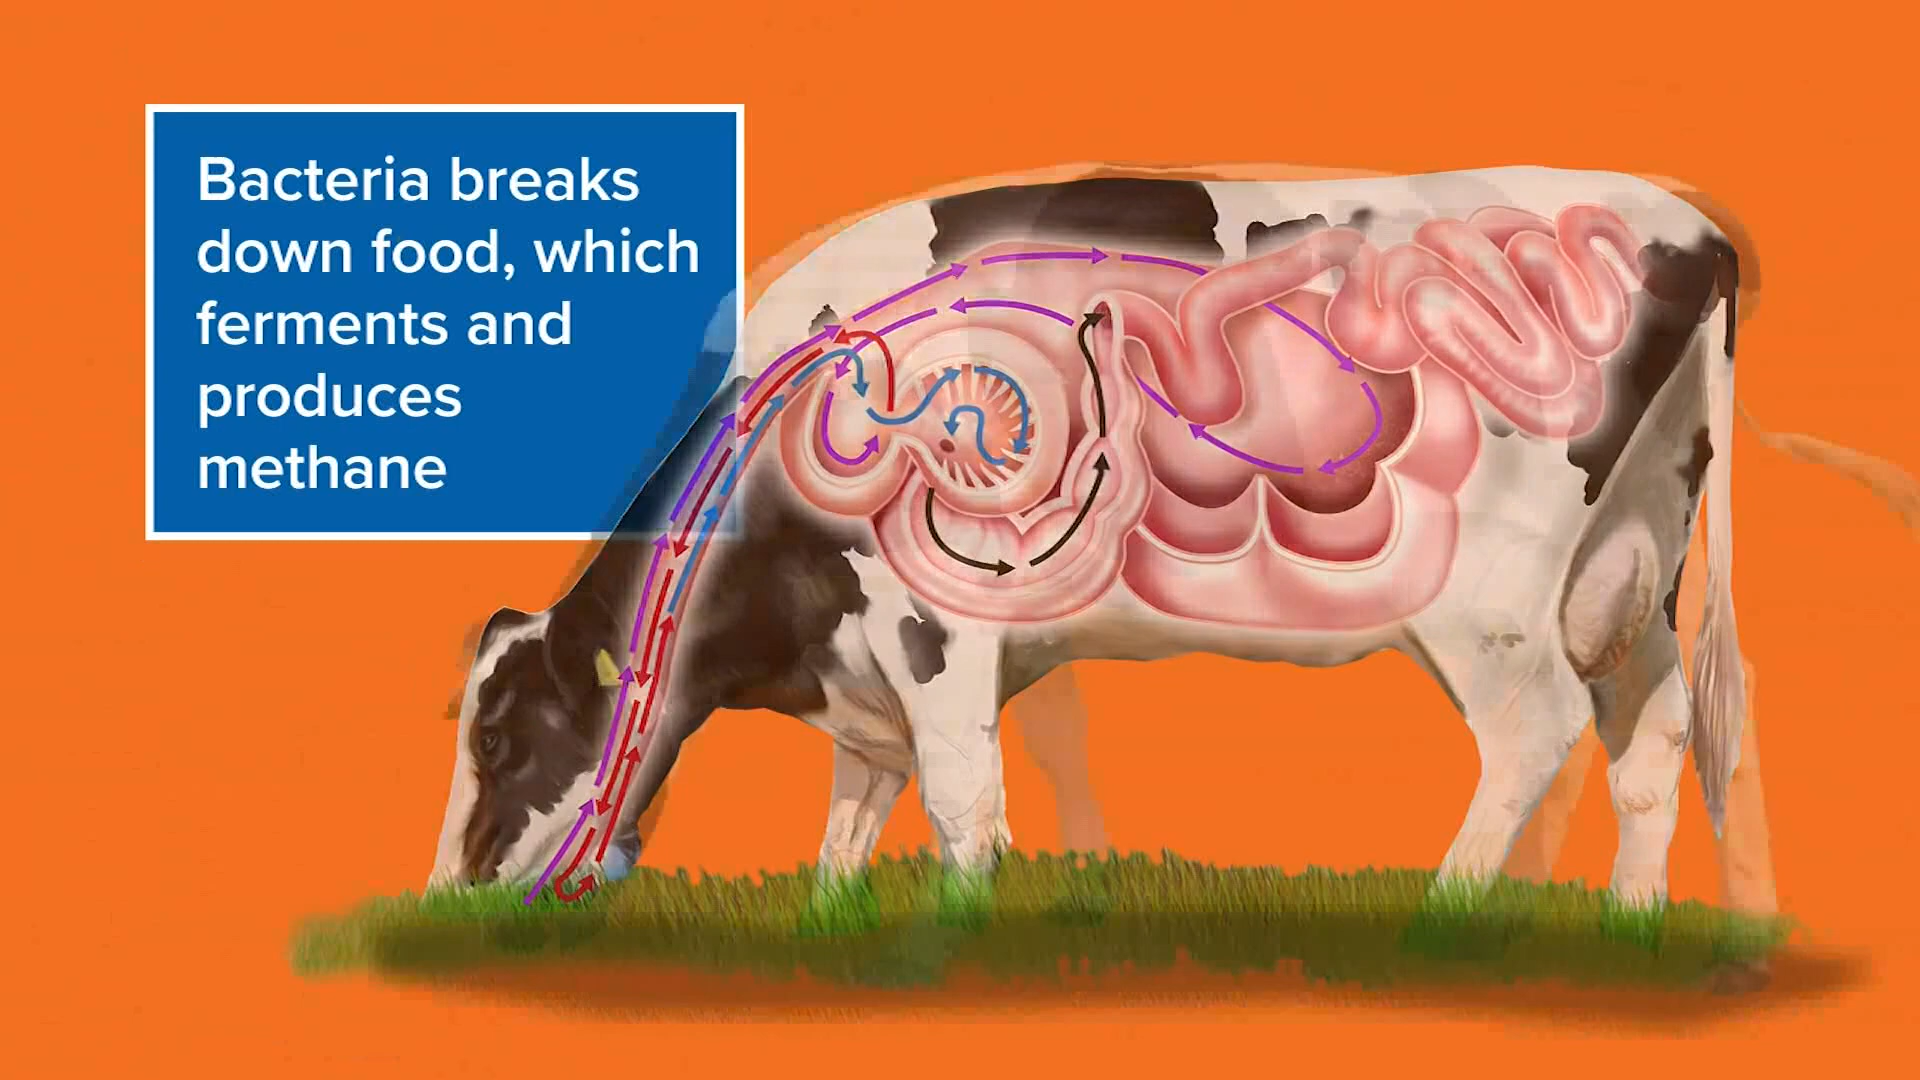 Bacteria breaks
down food, which
ferments and
produces
methane